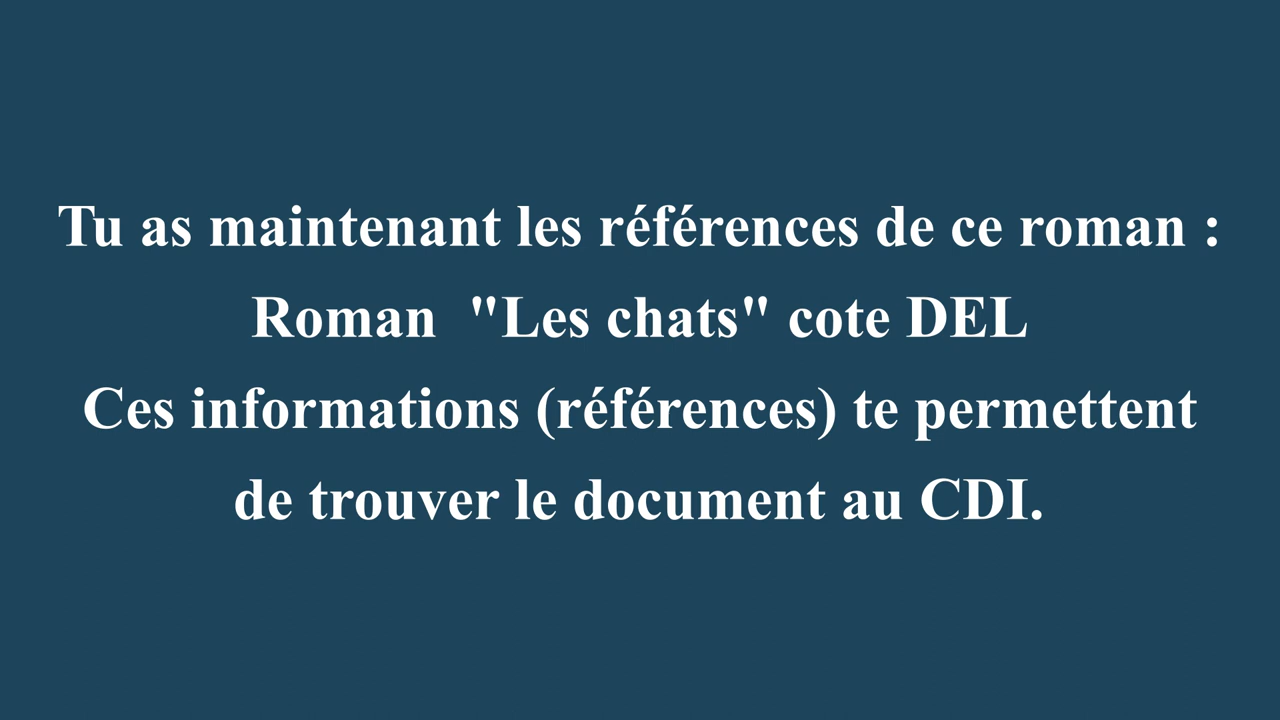 Tu as maintenant les références de ce roman :
Roman  "Les chats" cote DEL
Ces informations (références) te permettent
de trouver le document au CDI.